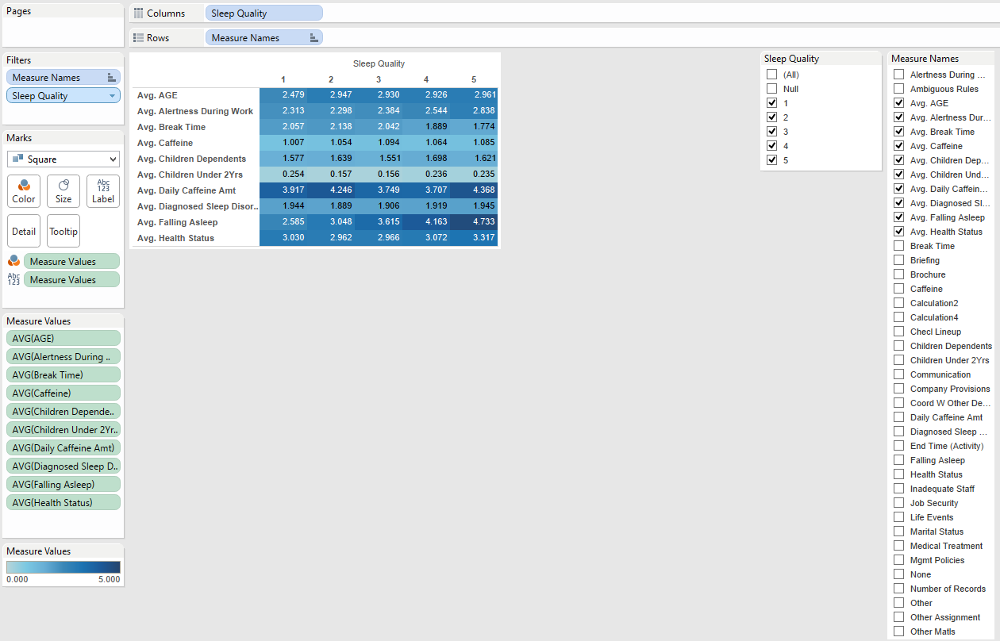 Pages
Columns
Sleep Quality
Rows
Measure Names
Filters
Measure Names
Sleep Quality
Marks
Square
Color
Size
Abc
123
Label
Detail
Tooltip
Measure Values
Abc
123
Measure Values
Measure Values
AVG(AGE)
AVG(Alertness During ..
AVG(Break Time)
AVG(Caffeine)
AVG(Children Depende..
AVG(Children Under 2Yr..
AVG(Daily Caffeine Amt)
AVG(Diagnosed Sleep D..
AVG(Falling Asleep)
AVG(Health Status)
Measure Values
0.000 5.000
Sleep Quality
1 2 3 4 5
Avg. AGE 2.479 2.947 2.930 2.926 2.961
Avg. Alertness During Work 2.313 2.298 2.384 2.544 2.838
Avg. Break Time 2.057 2.138 2.042 1.889 1.774
Avg. Caffeine 1.007 1.054 1.094 1.064 1.085
Avg. Children Dependents 1.577 1.639 1.551 1.698 1.621
Avg. Children Under 2Yrs 0.254 0.157 0.156 0.236 0.235
Avg. Daily Caffeine Amt 3.917 4.246 3.749 3.707 4.368
Avg. Diagnosed Sleep Disor.. 1.944 1.889 1.906 1.919 1.945
Avg. Falling Asleep 2.585 3.048 3.615 4.163 4.733
Avg. Health Status 3.030 2.962 2.966 3.072 3.317
Sleep Quality
(All)
Null
1
2
3
4
5
Measure Names
Alertness During ...
Ambiguous Rules
Avg. AGE
Avg. Alertness Dur...
Avg. Break Time
Avg. Caffeine
Avg. Children Dep...
Avg. Children Und...
Avg. Daily Caffein...
Avg. Diagnosed Sl...
Avg. Falling Asleep
Avg. Health Status
Break Time
Briefing
Brochure
Caffeine
Calculation2
Calculation4
Checl Lineup
Children Dependents
Children Under 2Yrs
Communication
Company Provisions
Coord W Other De...
Daily Caffeine Amt
Diagnosed Sleep ...
End Time (Activity)
Falling Asleep
Health Status
Inadequate Staff
Job Security
Life Events
Marital Status
Medical Treatment
Mgmt Policies
None
Number of Records
Other
Other Assignment
Other Matls